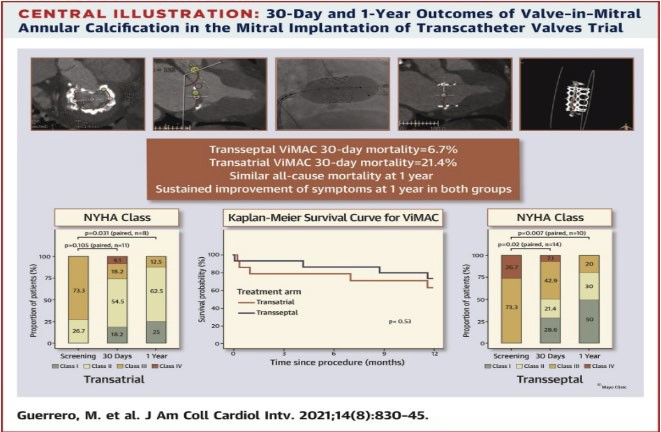 CENTRAL ILLUSTRATION: 30-Day and 1-Year Outcomes of Valve-in-Mitral
Annular Calcification in the Mitral Implantation of Transcatheter Valves Trial
Transseptal ViMAC 30-day mortality=6.7%
Transatrial ViMAC 30-day mortality=21.4%
Similar all-cause mortality at 1 year
Sustained improvement of symptoms at 1 year in both groups
NYHA Class
p=0.031 (paired, n=8)
p=0.105 (paired, n=11)
Proportion of patients (%)
100
75
50
25
0
73.3
26.7
9.1
18.2
54.5
18.2
12.5
62.5
25
Screening 30 Days 1 Year
Class I Class II Class III Class IV
Transatrial
Kaplan-Meier Survival Curve for ViMAC
Survival probability (%)
100
75
50
25
0
Treatment arm
Transatrial
Transseptal
p= 0.53
0 3 6 9 12
Time since procedure (months)
NYHA Class
p=0.007 (paired, n=10)
p=0.02 (paired, n=14)
Proportion of patients (%)
100
75
50
25
0
26.7
73.3
7.1
42.9
21.4
28.6
20
30
50
Screening 30 Days 1 Year
Class I Class II Class III Class IV
Transseptal
Mayo Clinic
Guerrero, M. et al. J Am Coll Cardiol Intv. 2021;14(8):830-45.